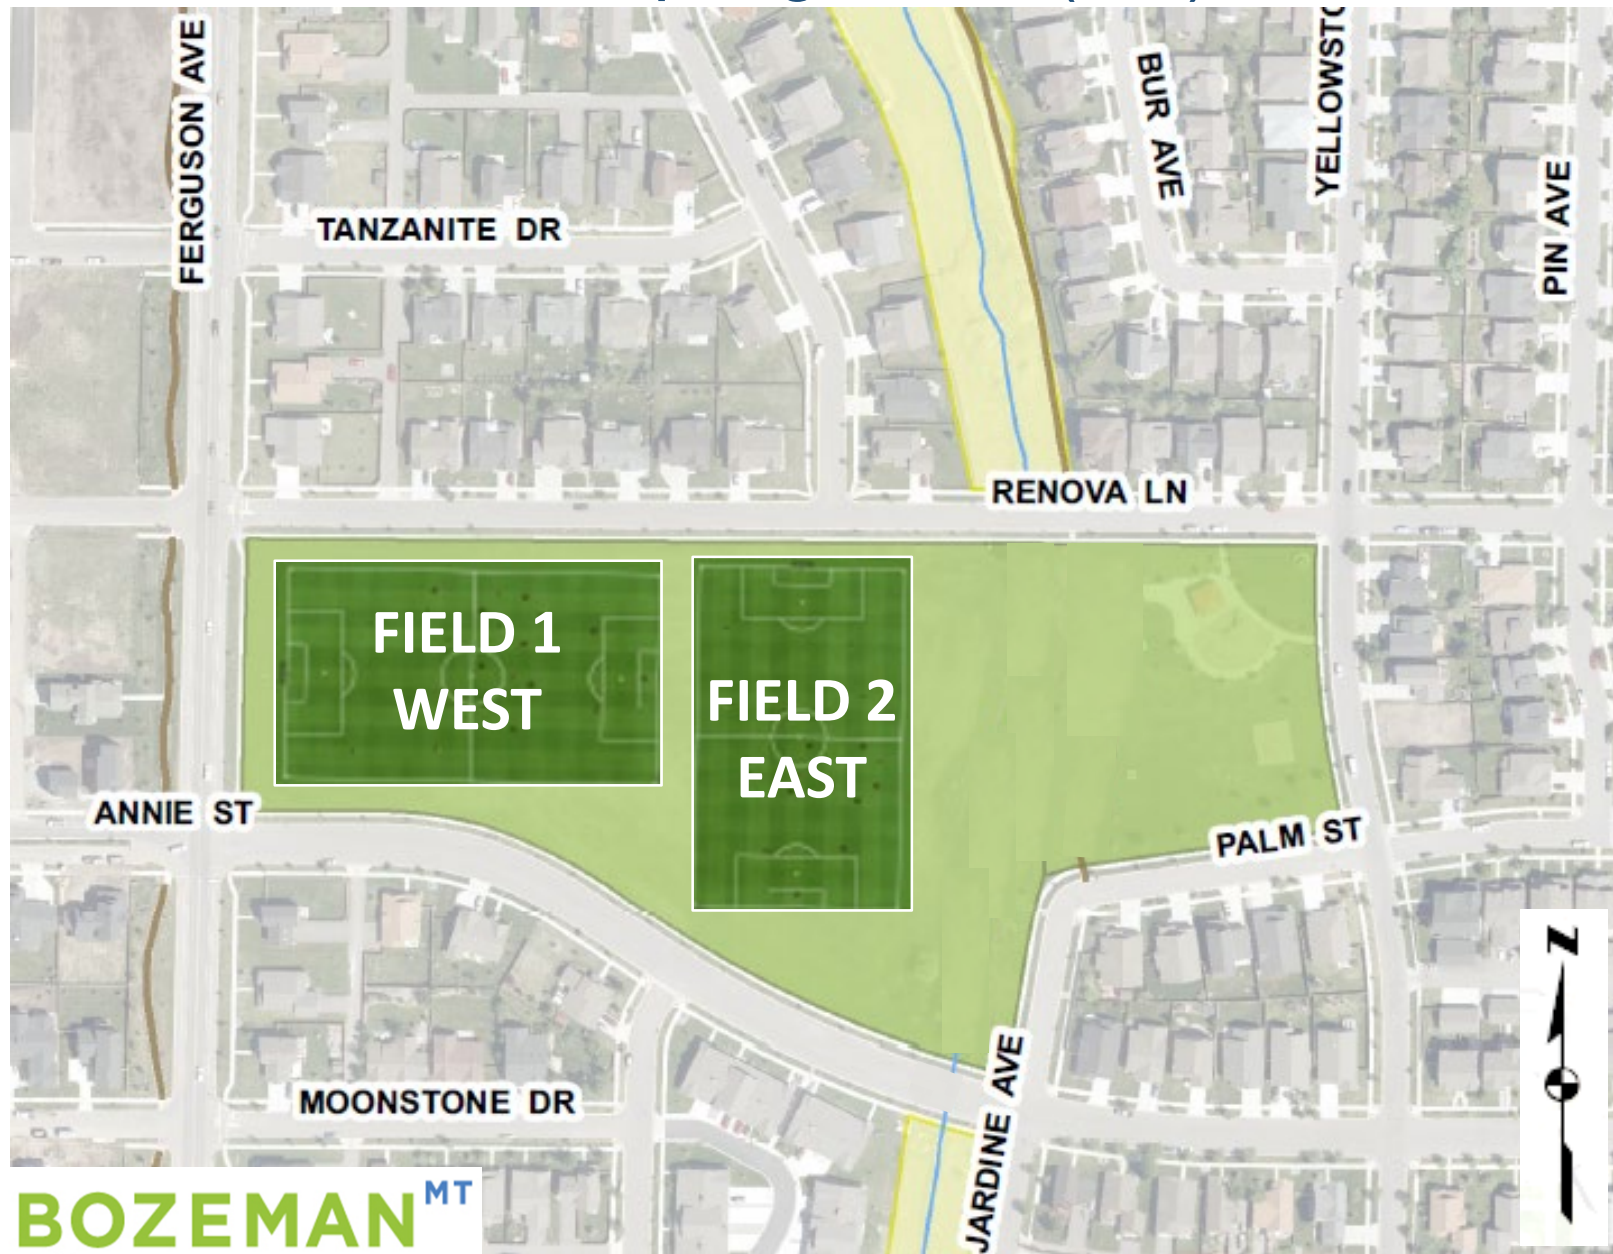 FERGUSON AVE
BUR AVE
PIN AVE
TANZANITE DR
RENOVA LN
FIELD 1
WEST
FIELD 2
EAST
ANNIE ST
PALM ST
MOONSTONE DR
JARDINE AVE
N
BOZEMAN MT